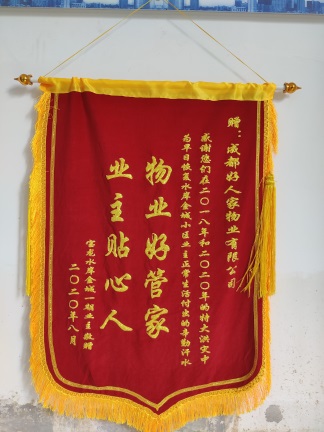 赠：成都好人家物业有限公司
感谢您们在二〇一八年和二〇二〇年的特大洪灾中
为早日恢复水岸金城小区业主正常生活付出的辛勤汗水
物业好管家
业主贴心人
宝龙水岸金城一期业主敬赠
二〇二〇年八月